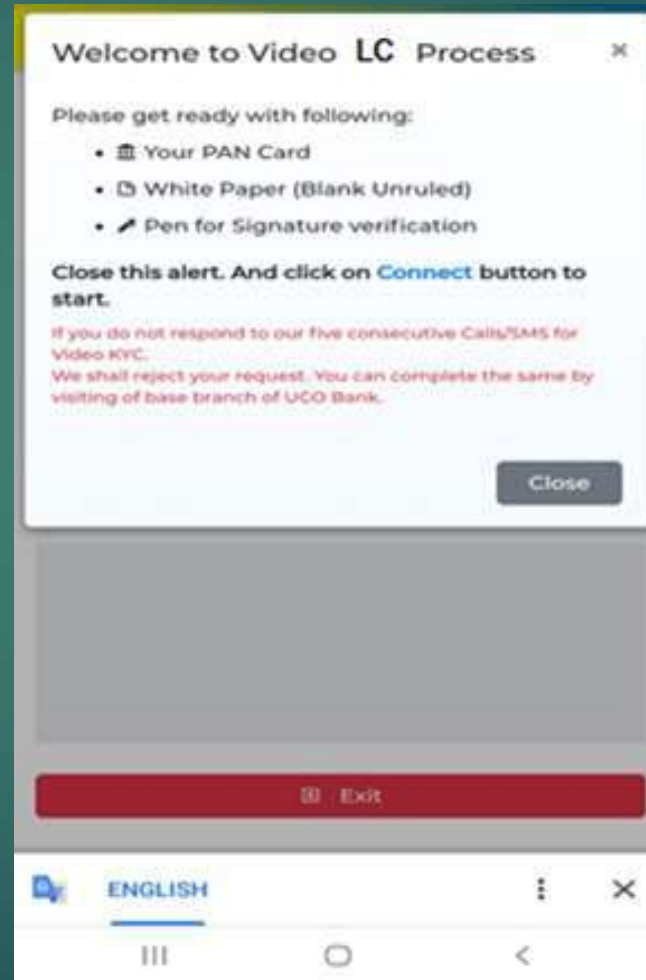 Welcome to Video LC Process ×
Please get ready with following:
• Your PAN Card
• White Paper (Blank Unruled)
• Pen for Signature verification
Close this alert. And click on Connect button to
start.
If you do not respond to our five consecutive Calls/SMS for
Video KYC.
We shall reject your request. You can complete the same by
visiting of base branch of UCO Bank.
Close
Exit
ENGLISH